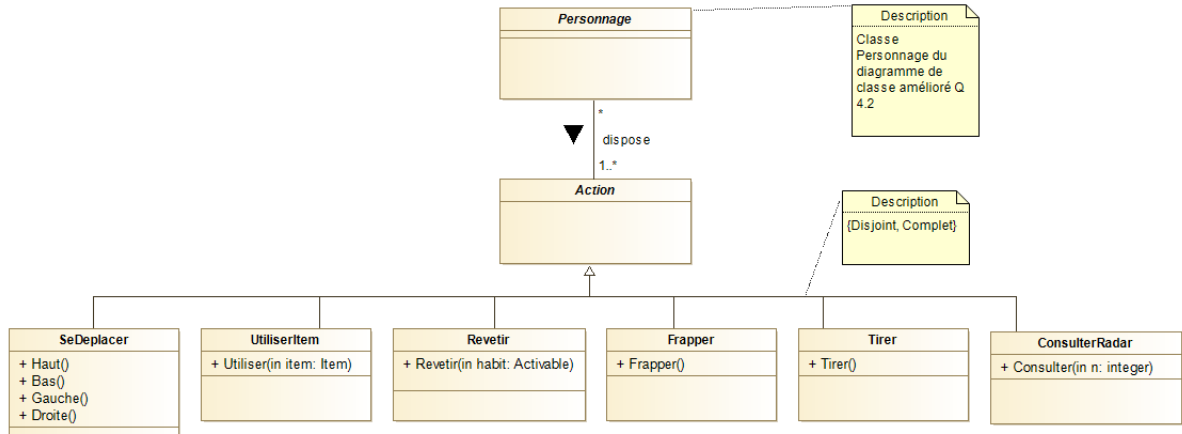 Personnage
Description
Classe
Personnage du
diagramme de
classe amélioré Q
4.2
*
dispose
1..*
Action
Description
{Disjoint, Complet}
SeDeplacer
+ Haut()
+ Bas()
+ Gauche()
+ Droite()
UtiliserItem
+ Utiliser(in item: Item)
Revetir
+ Revetir(in habit: Activable)
Frapper
+ Frapper()
Tirer
+ Tirer()
ConsulterRadar
+ Consulter(in n: integer)